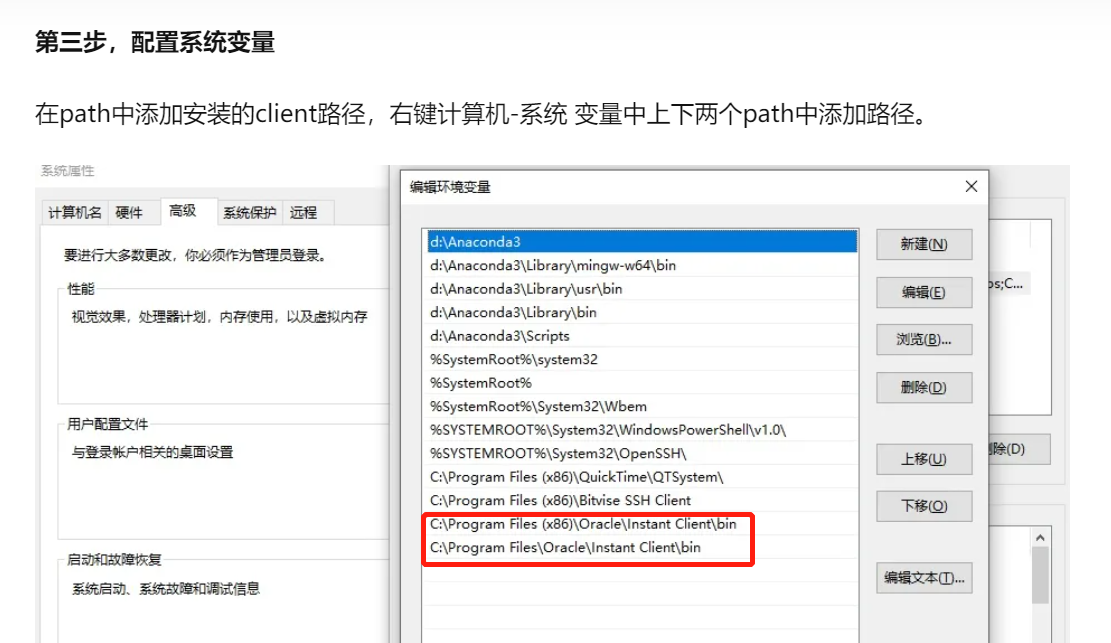 第三步，配置系统变量
在path中添加安装的client路径，右键计算机-系统 变量中上下两个path中添加路径。
系统属性
编辑环境变量
计算机名 硬件 高级 系统保护 远程
要进行大多数更改，你必须作为管理员登录。
性能
视觉效果，处理器计划，内存使用，以及虚拟内存
用户配置文件
与登录帐户相关的桌面设置
启动和故障恢复
系统启动、系统故障和调试信息
d:\Anaconda3
d:\Anaconda3\Library\mingw-w64\bin
d:\Anaconda3\Library\usr\bin
d:\Anaconda3\Library\bin
d:\Anaconda3\Scripts
%SystemRoot%\system32
%SystemRoot%
%SystemRoot%\System32\Wbem
%SYSTEMROOT%\System32\WindowsPowerShell\v1.0\
%SYSTEMROOT%\System32\OpenSSH\
C:\Program Files (x86)\QuickTime\QTSystem\
C:\Program Files (x86)\Bitvise SSH Client
C:\Program Files (x86)\Oracle\Instant Client\bin
C:\Program Files\Oracle\Instant Client\bin
新建(N)
编辑(E)
浏览(B)...
删除(D)
上移(U)
下移(O)
编辑文本(T)...
os;C...
除(D)